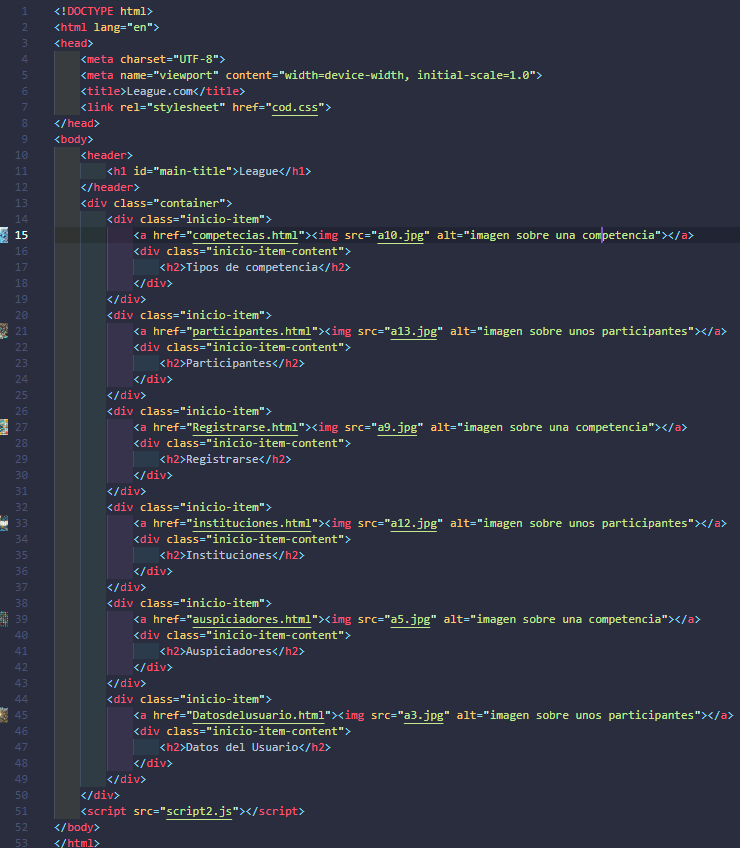 1 <!DOCTYPE html>
2 <html lang="en">
3 <head>
4 <meta charset="UTF-8">
5 <meta name="viewport" content="width=device-width, initial-scale=1.0">
6 <title>League.com</title>
7 <link rel="stylesheet" href="cod.css">
8 </head>
9 <body>
10 <header>
11 <h1 id="main-title">League</h1>
12 </header>
13 <div class="container">
14 <div class="inicio-item">
15 <a href="competecias.html"><img src="a10.jpg" alt="imagen sobre una competencia"></a>
16 <div class="inicio-item-content">
17 <h2>Tipos de competencia</h2>
18 </div>
19 </div>
20 <div class="inicio-item">
21 <a href="participantes.html"><img src="a13.jpg" alt="imagen sobre unos participantes"></a>
22 <div class="inicio-item-content">
23 <h2>Participantes</h2>
24 </div>
25 </div>
26 <div class="inicio-item">
27 <a href="Registrarse.html"><img src="a9.jpg" alt="imagen sobre una competencia"></a>
28 <div class="inicio-item-content">
29 <h2>Registrarse</h2>
30 </div>
31 </div>
32 <div class="inicio-item">
33 <a href="instituciones.html"><img src="a12.jpg" alt="imagen sobre unos participantes"></a>
34 <div class="inicio-item-content">
35 <h2>Instituciones</h2>
36 </div>
37 </div>
38 <div class="inicio-item">
39 <a href="auspiciadores.html"><img src="a5.jpg" alt="imagen sobre una competencia"></a>
40 <div class="inicio-item-content">
41 <h2>Auspiciadores</h2>
42 </div>
43 </div>
44 <div class="inicio-item">
45 <a href="Datosdelusuario.html"><img src="a3.jpg" alt="imagen sobre unos participantes"></a>
46 <div class="inicio-item-content">
47 <h2>Datos del Usuario</h2>
48 </div>
49 </div>
50 </div>
51 <script src="script2.js"></script>
52 </body>
53 </html>